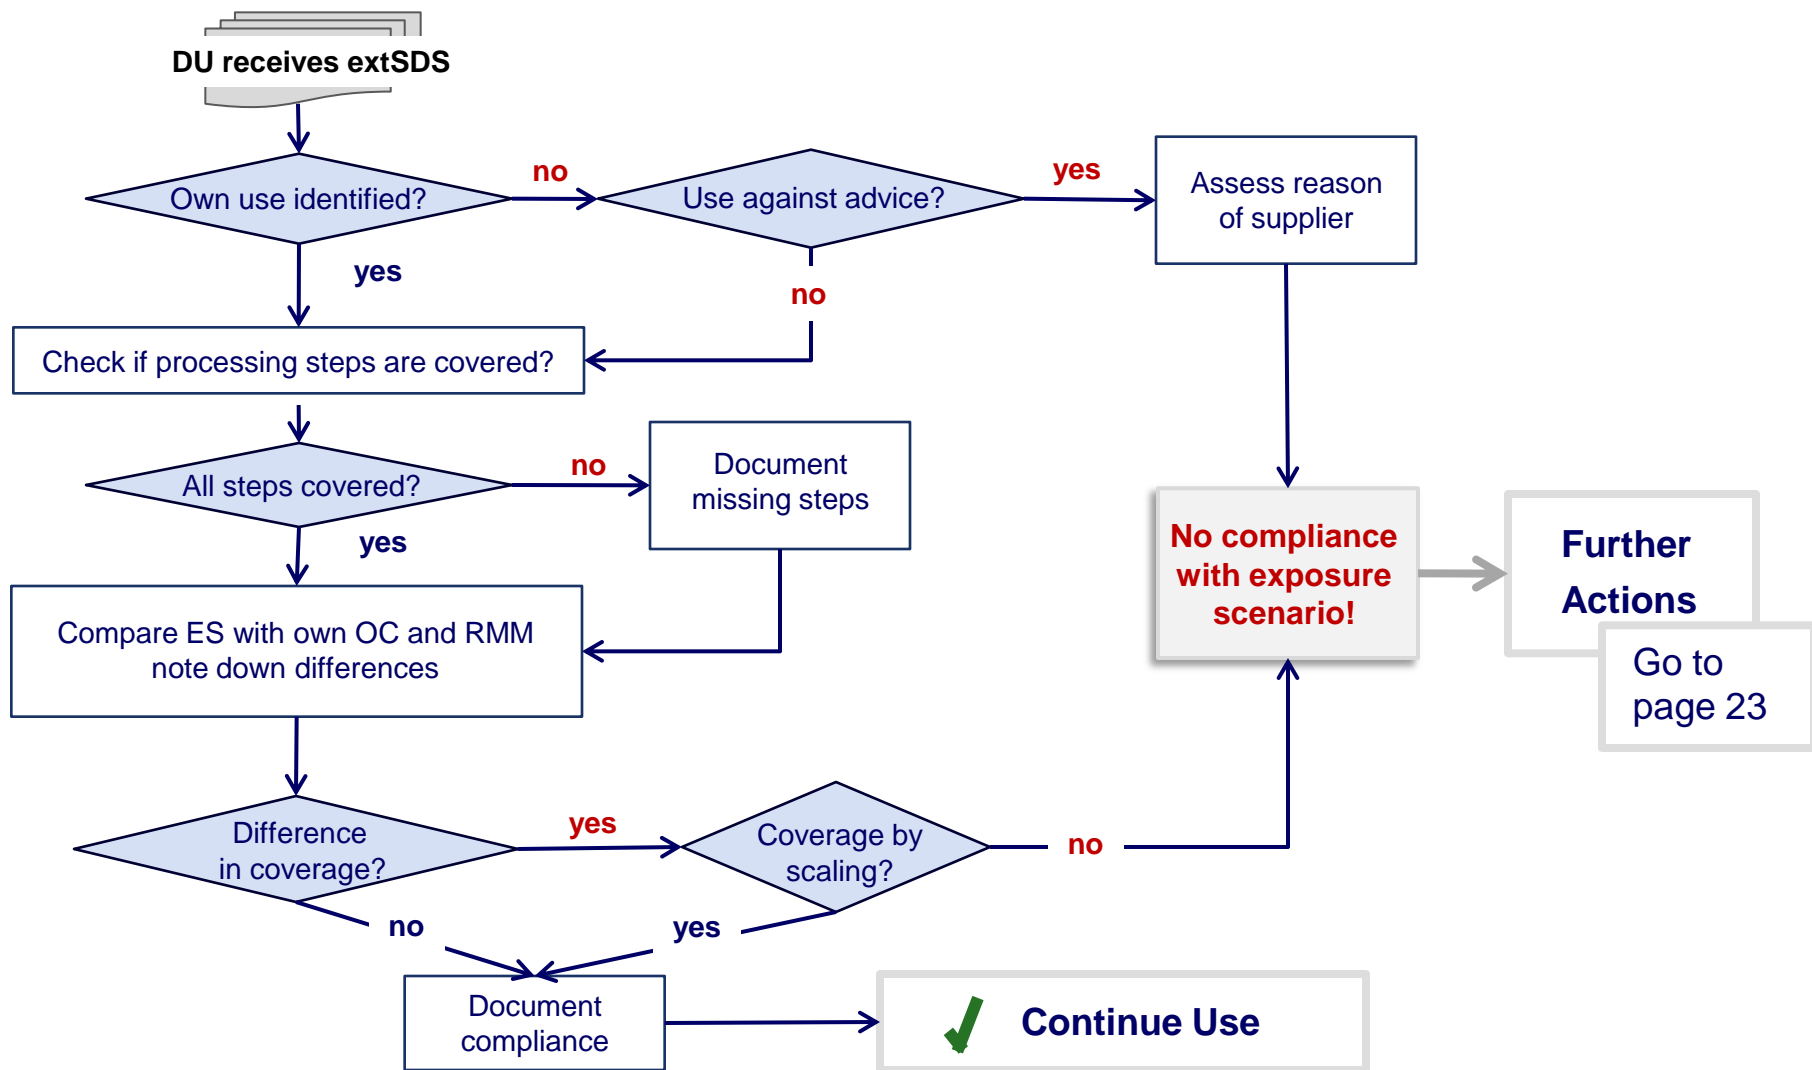 DU receives extSDS
Own use identified?
no
Use against advice?
yes
Assess reason
of supplier
yes
no
Check if processing steps are covered?
All steps covered?
no
Document
missing steps
yes
No compliance
with exposure
scenario!
Further
Actions
Go to
page 23
Compare ES with own OC and RMM
note down differences
Difference
in coverage?
yes
Coverage by
scaling?
no
no
yes
Document
compliance
Continue Use